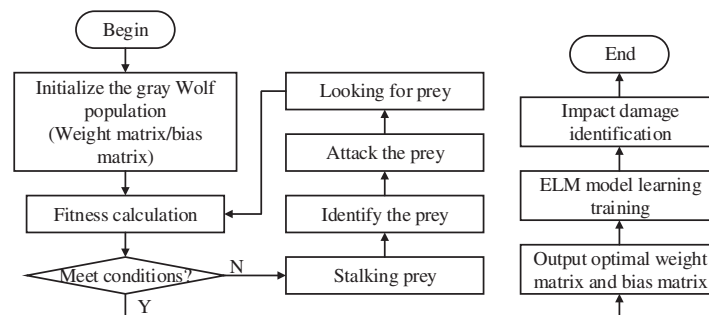 Begin
Initialize the gray Wolf
population
(Weight matrix/bias
matrix)
Fitness calculation
Meet conditions?
N
Y
Looking for prey
Attack the prey
Identify the prey
Stalking prey
End
Impact damage
identification
ELM model learning
training
Output optimal weight
matrix and bias matrix